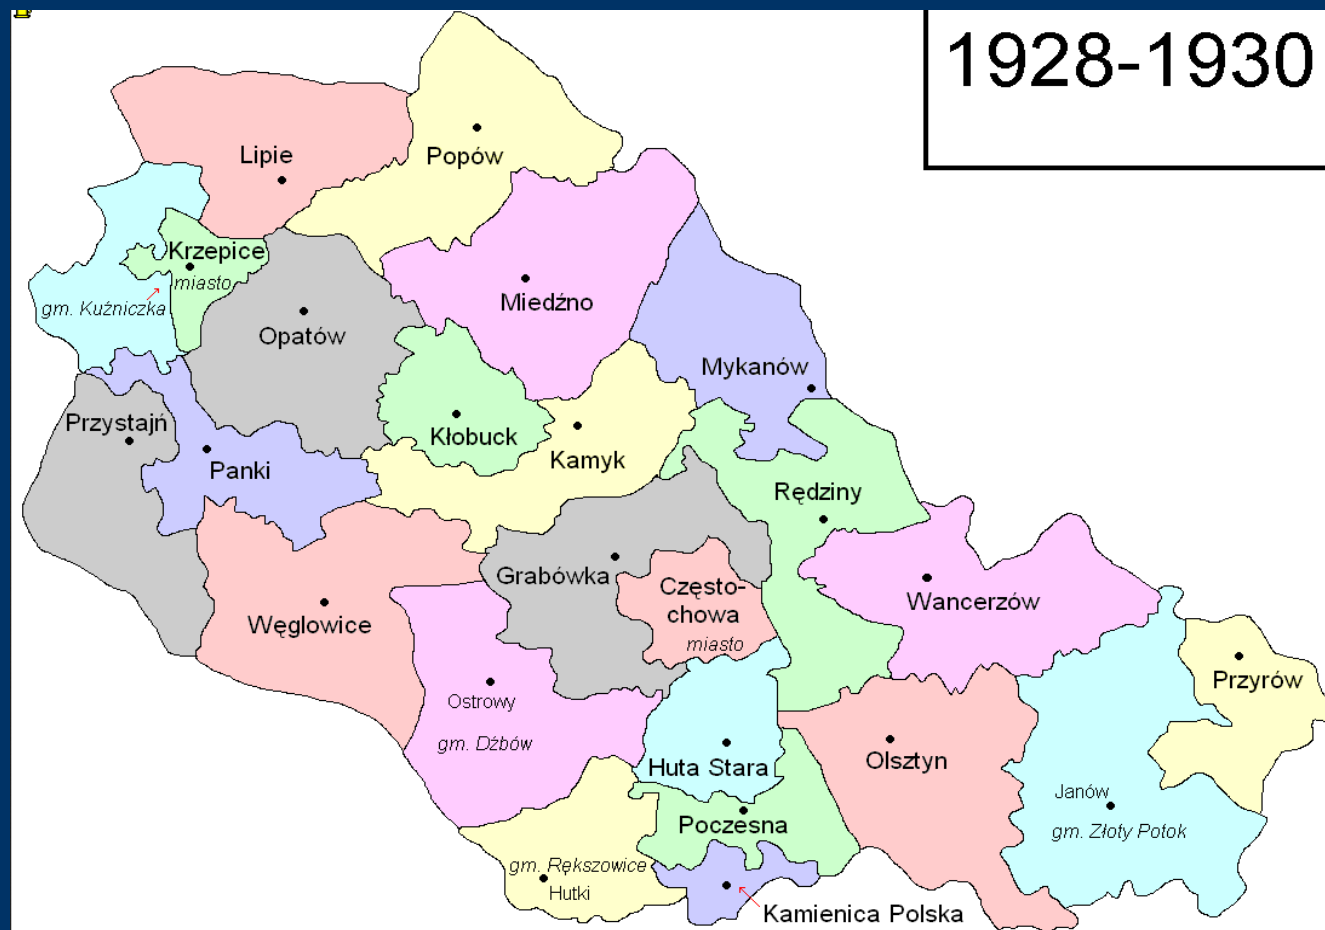 1928-1930
Lipie
Popów
Krzepice
miasto
gm. Kuźniczka
Miedźno
Opatów
Mykanów
Przystajń
Kłobuck
Panki
Kamyk
Rędziny
Grabówka
Często-
chowa
miasto
Wancerzów
Węglowice
Przyrów
Ostrowy
gm. Dźbów
Huta Stara
Olsztyn
Janów
gm. Złoty Potok
Poczesna
gm. Rększowice
Hutki
Kamienica Polska